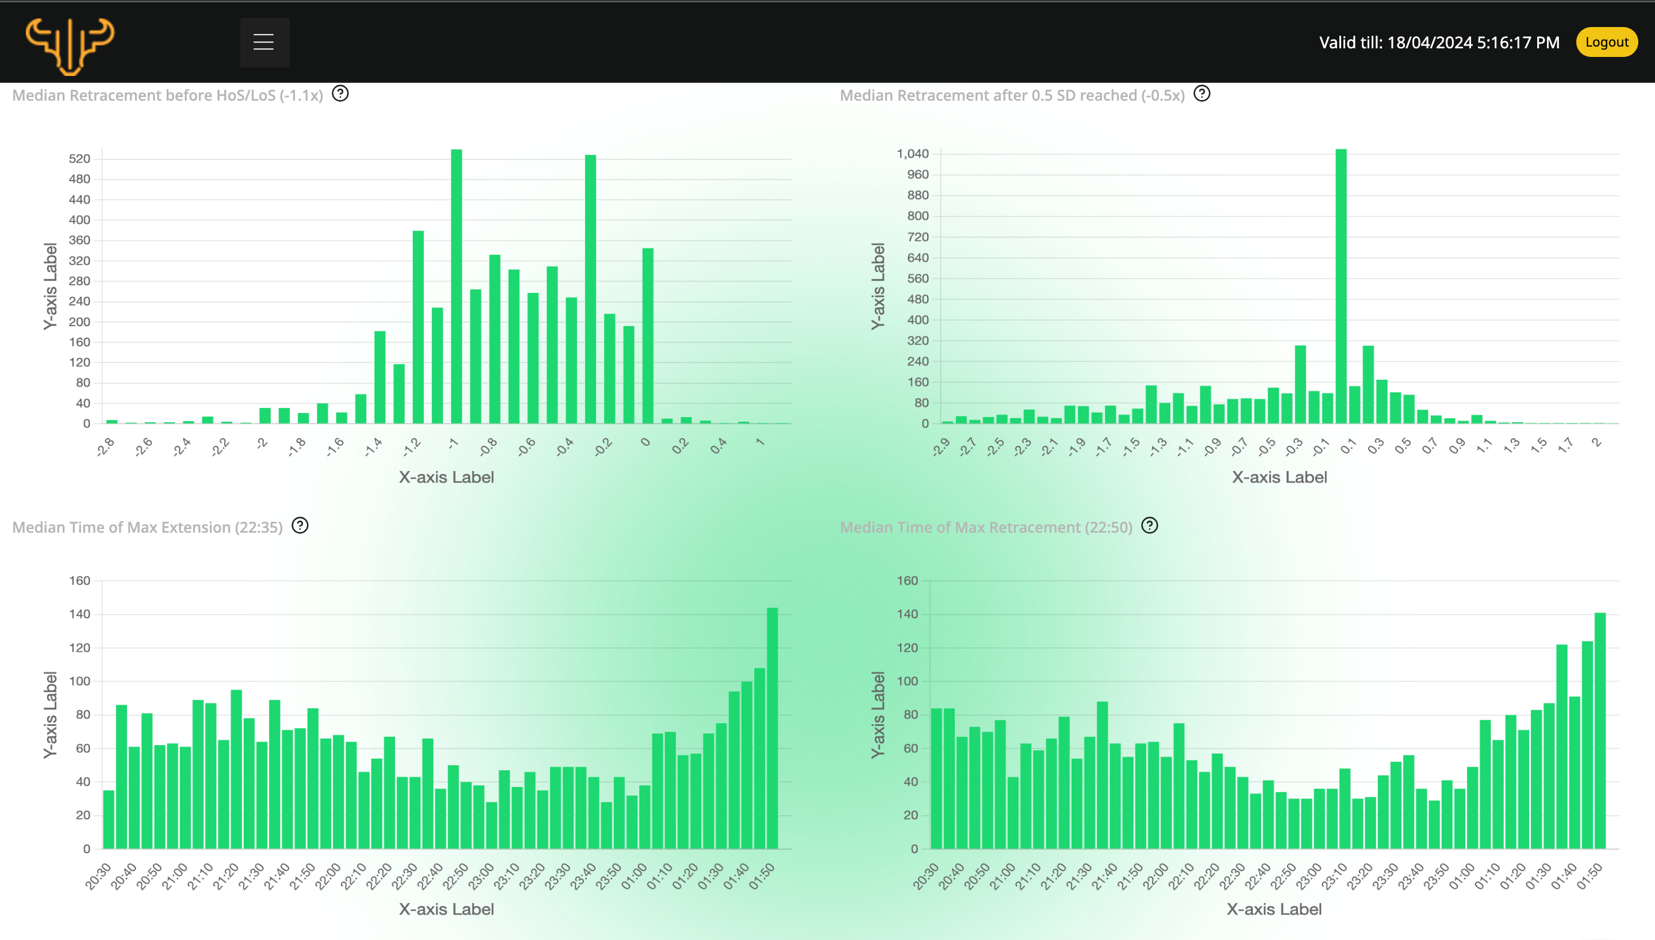 Valid till: 18/04/2024 5:16:17 PM
Logout
Median Retracement before HoS/LoS (-1.1x) ?
Y-axis Label
520
480
440
400
360
320
280
240
200
160
120
80
40
0
-2.8 -2.6 -2.4 -2.2 -2 -1.8 -1.6 -1.4 -1.2 -1 -0.8 -0.6 -0.4 -0.2 0 0.2 0.4 1
X-axis Label
Median Retracement after 0.5 SD reached (-0.5x) ?
Y-axis Label
1,040
960
880
800
720
640
560
480
400
320
240
160
80
0
-2.9 -2.7 -2.5 -2.3 -2.1 -1.9 -1.7 -1.5 -1.3 -1.1 -0.9 -0.7 -0.5 -0.3 -0.1 0.1 0.3 0.5 0.7 0.9 1.1 1.3 1.5 1.7 2
X-axis Label
Median Time of Max Extension (22:35) ?
Y-axis Label
160
140
120
100
80
60
40
20
0
20:30 20:40 20:50 21:00 21:10 21:20 21:30 21:40 21:50 22:00 22:10 22:20 22:30 22:40 22:50 23:00 23:10 23:20 23:30 23:40 23:50 01:00 01:10 01:20 01:30 01:40 01:50
X-axis Label
Median Time of Max Retracement (22:50) ?
Y-axis Label
160
140
120
100
80
60
40
20
0
20:30 20:40 20:50 21:00 21:10 21:20 21:30 21:40 21:50 22:00 22:10 22:20 22:30 22:40 22:50 23:00 23:10 23:20 23:30 23:40 23:50 01:00 01:10 01:20 01:30 01:40 01:50
X-axis Label